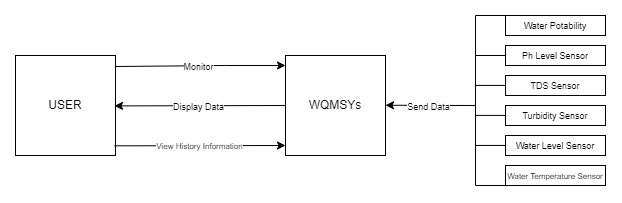 Water Potability
Ph Level Sensor
Monitor
TDS Sensor
USER
Display Data
WQMSYs
Send Data
Turbidity Sensor
View History Information
Water Level Sensor
Water Temperature Sensor